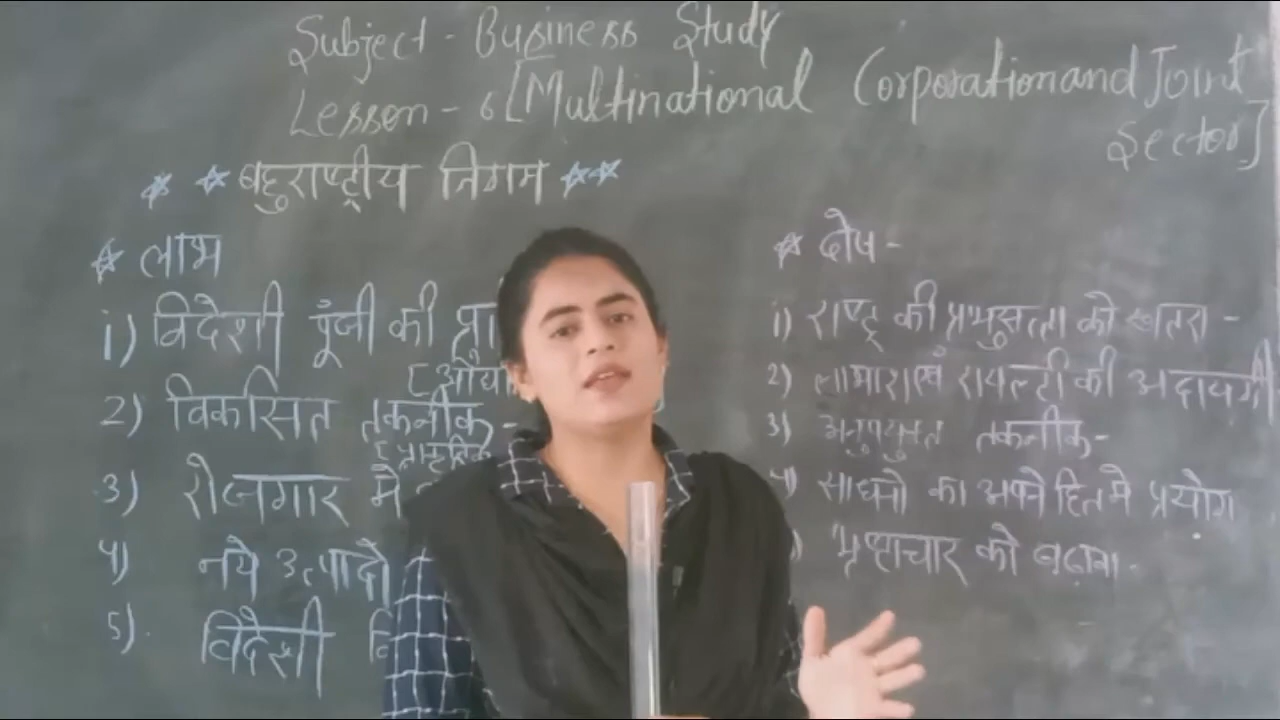 Subject - Business Study
Lesson - 6 [Multinational Corporation and Joint
Sector]
बहुराष्ट्रीय निगम
लाभ
i) विदेशी पूंजी की
2) विकसित तकनीक -
3) रोजगार मे
4) नये उत्पादो
5). विदेशी
दोष -
i) राष्ट्र की प्रभुसत्ता को खतरा -
2) लाभांश एवं रायल्टी की अदायगी
3) अनुपयुक्त तकनीक -
4) साधनो का अपने हित मे प्रयोग
भ्रष्टाचार को बढ़ावा -